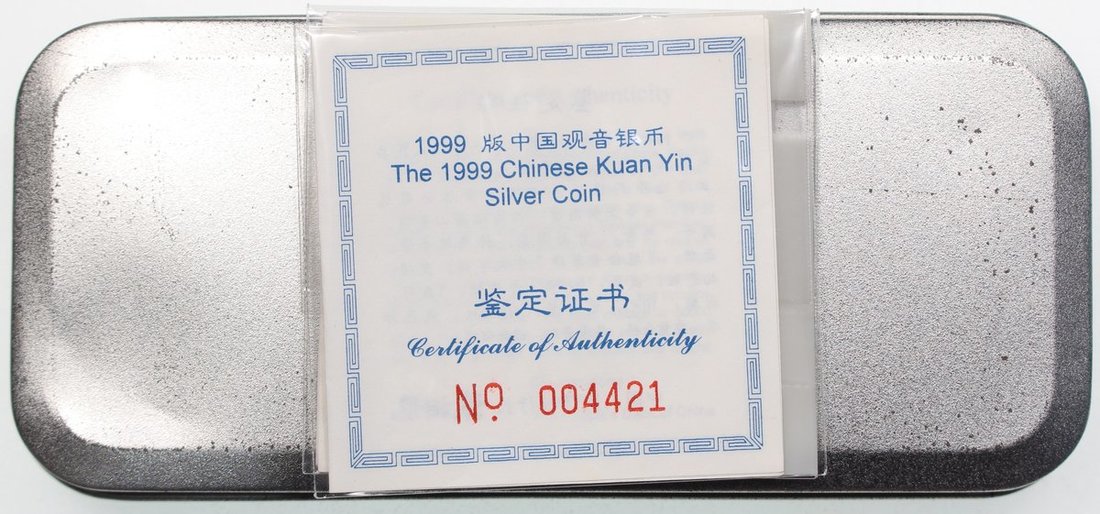 1999 版中国观音银币
The 1999 Chinese Kuan Yin
Silver Coin
鉴定证书
Certificate of Authenticity
No. 004421